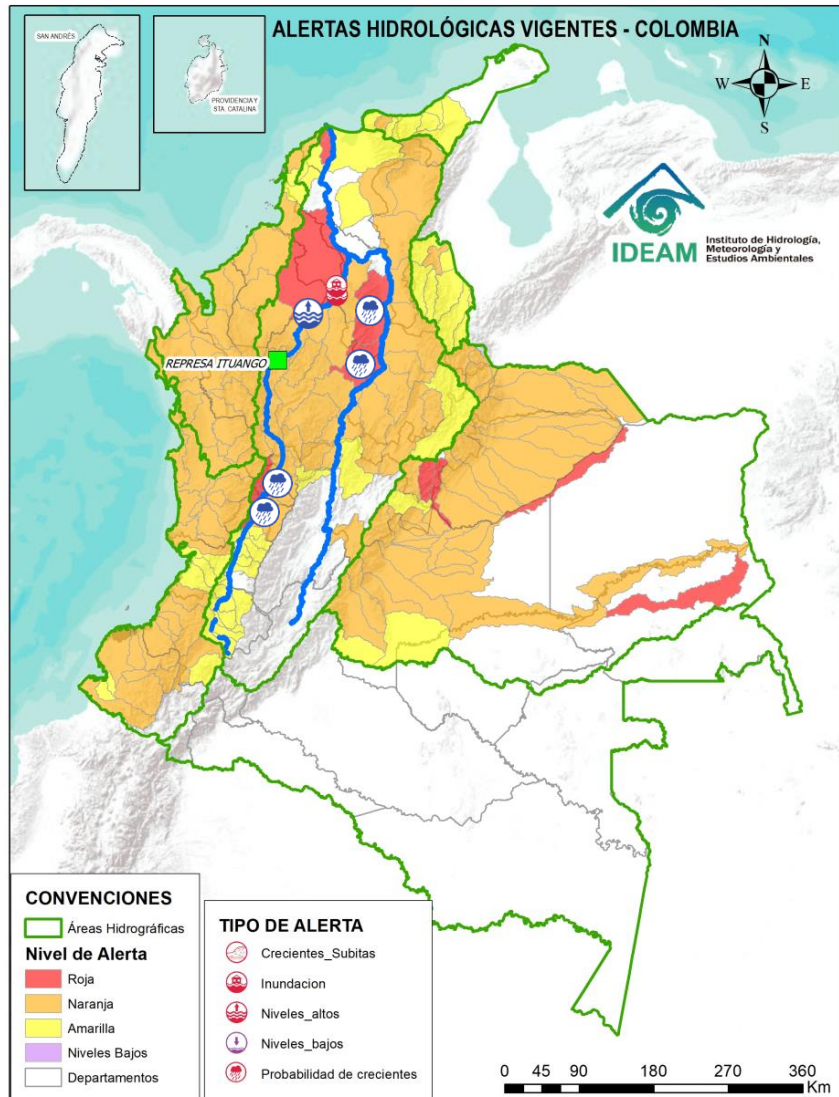 ALERTAS HIDROLÓGICAS VIGENTES - COLOMBIA
SAN ANDRÉS
PROVIDENCIA Y
STA. CATALINA
N
W E
S
IDEAM
Instituto de Hidrología,
Meteorología y
Estudios Ambientales
REPRESA ITUANGO
CONVENCIONES
Áreas Hidrográficas
Nivel de Alerta
Roja
Naranja
Amarilla
Niveles Bajos
Departamentos
TIPO DE ALERTA
Crecientes_Subitas
Inundacion
Niveles_altos
Niveles_bajos
Probabilidad de crecientes
0 45 90 180 270 360
Km